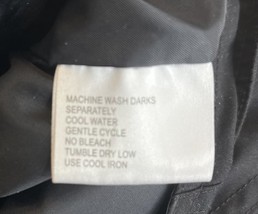 MACHINE WASH DARKS
SEPARATELY
COOL WATER
GENTLE CYCLE
NO BLEACH
TUMBLE DRY LOW
USE COOL IRON